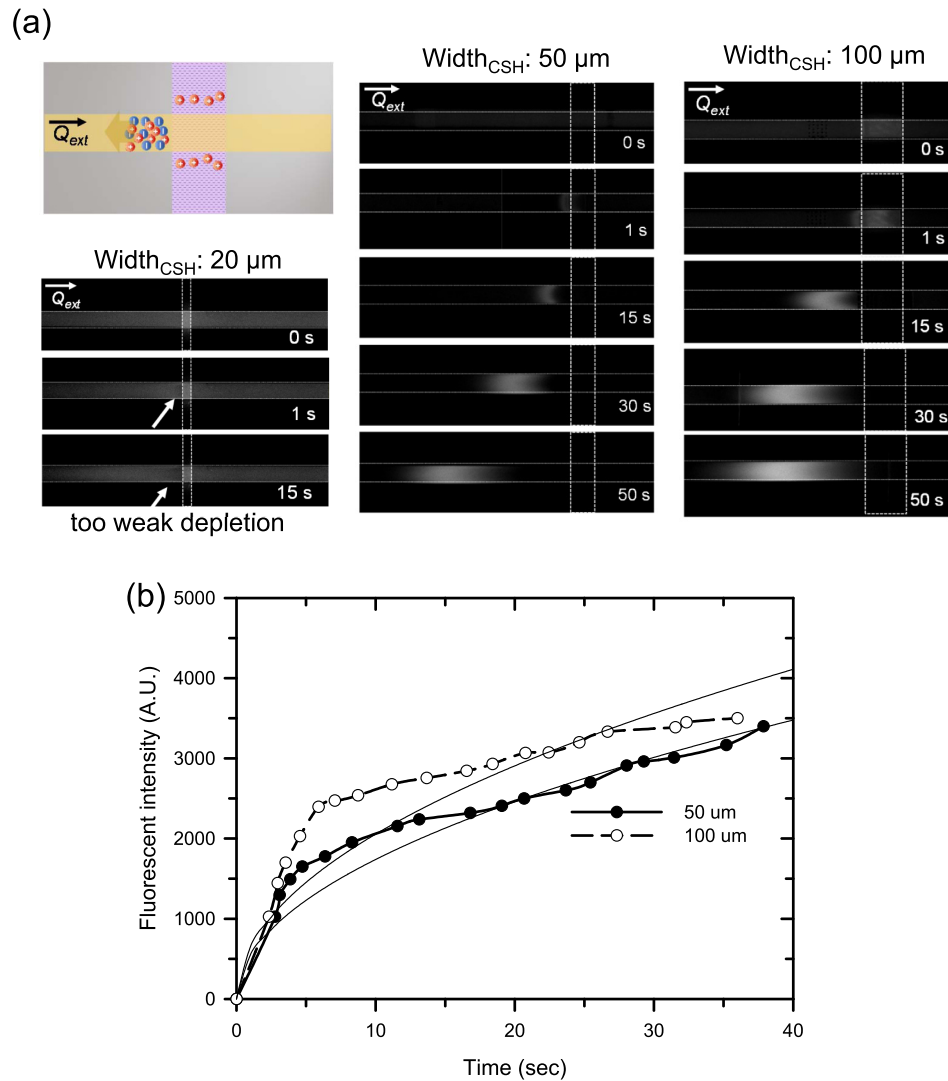 (a)
Q_ext
Width_CSH: 20 µm
Q_ext
0 s
1 s
15 s
too weak depletion
Width_CSH: 50 µm
Q_ext
0 s
1 s
15 s
30 s
50 s
Width_CSH: 100 µm
Q_ext
0 s
1 s
15 s
30 s
50 s
(b)
Fluorescent intensity (A.U.)
5000
4000
3000
2000
1000
0
50 um
100 um
0 10 20 30 40
Time (sec)